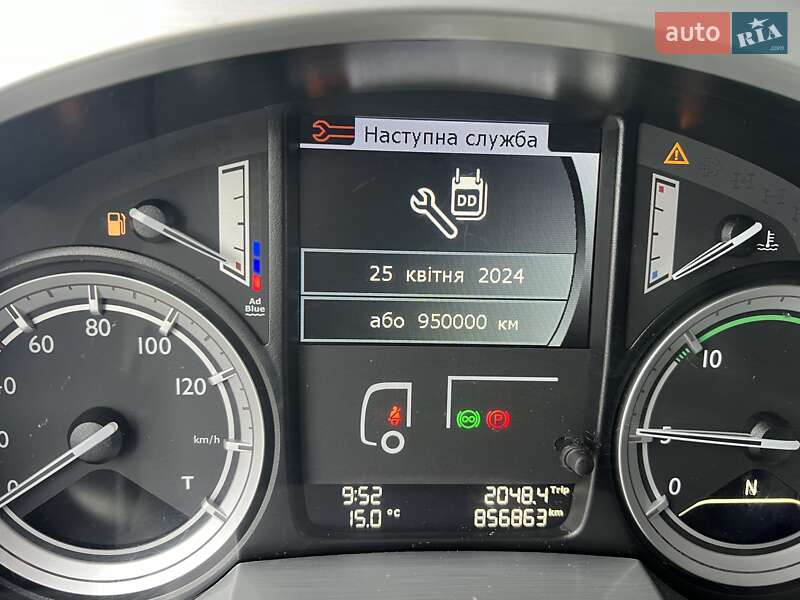 auto RIA .com
Наступна служба
DD
25 квітня 2024
або 950000 км
Ad
Blue
60
80
100
120
km/h
T
10
5
0
N
P
9:52
2048.4 Trip
15.0 °C
856863 km